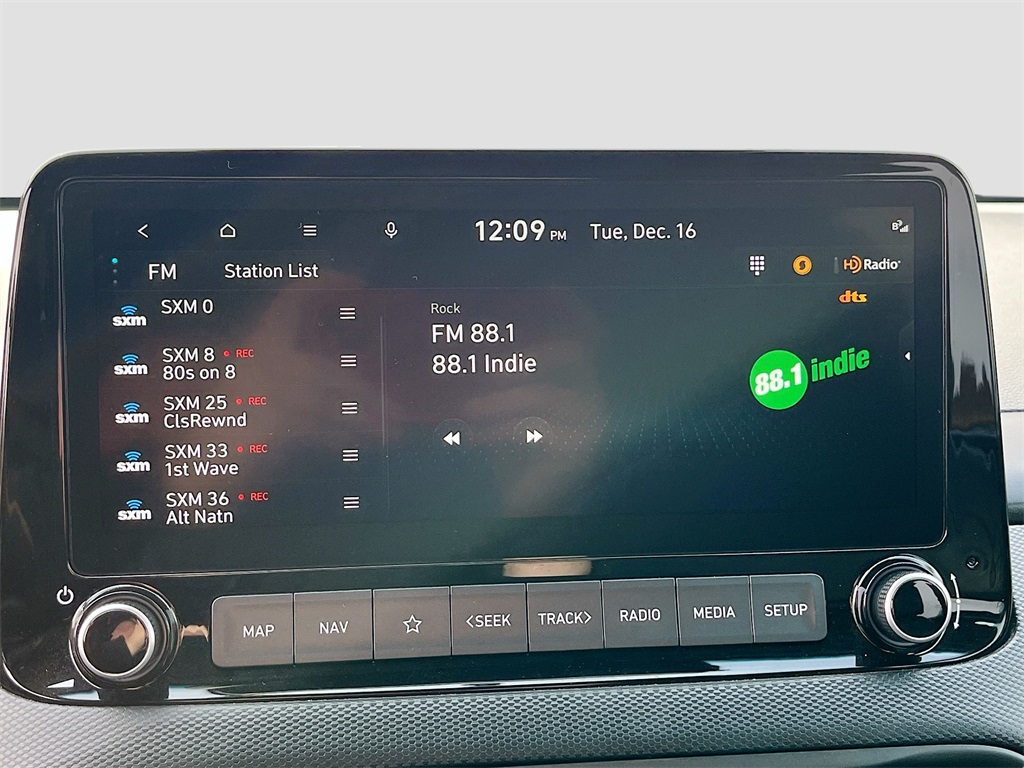 12:09 PM Tue, Dec. 16
FM Station List
HD Radio
dts
sxm SXM 0
sxm SXM 8 REC
80s on 8
sxm SXM 25 REC
ClsRewnd
sxm SXM 33 REC
1st Wave
sxm SXM 36 REC
Alt Natn
Rock
FM 88.1
88.1 Indie
88.1 indie
MAP NAV <SEEK TRACK> RADIO MEDIA SETUP